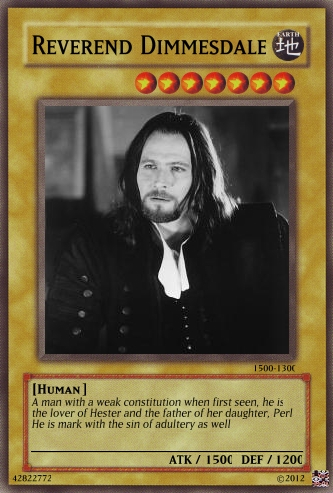 REVEREND DIMMESDALE
EARTH
地
1500-130
[HUMAN]
A man with a weak constitution when first seen, he is
the lover of Hester and the father of her daughter, Perl
He is mark with the sin of adultery as well
ATK / 1500 DEF / 1200
42822772 ©2012